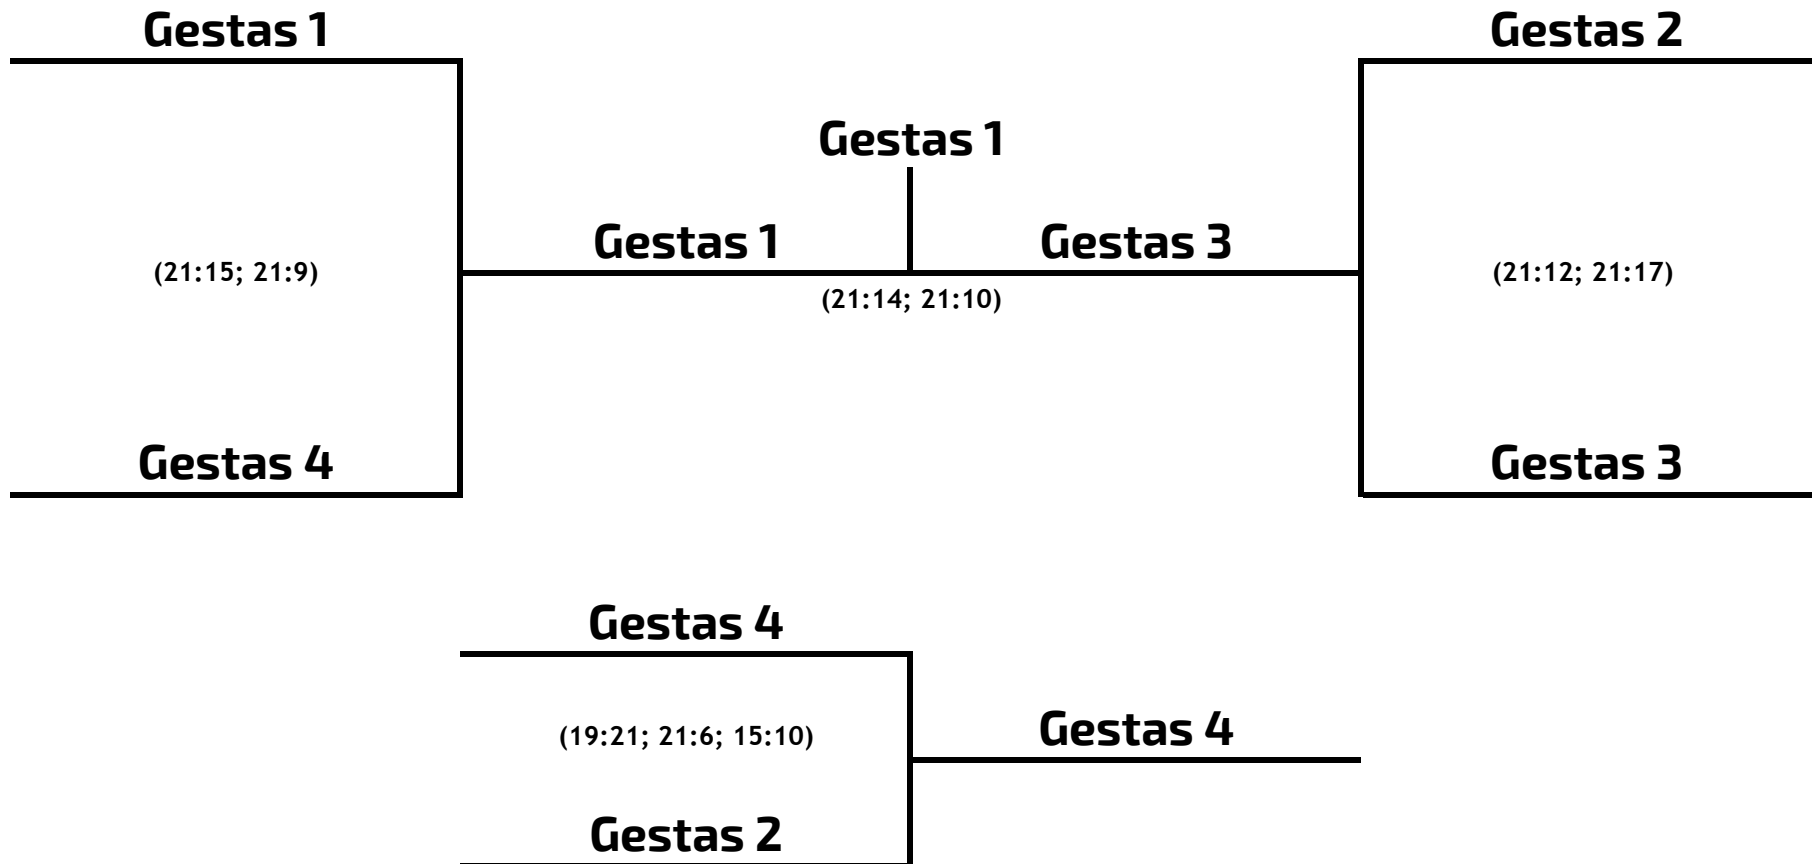 Gestas 1
Gestas 2
Gestas 1
Gestas 1
Gestas 3
(21:15; 21:9)
(21:12; 21:17)
(21:14; 21:10)
Gestas 4
Gestas 3
Gestas 4
(19:21; 21:6; 15:10)
Gestas 4
Gestas 2